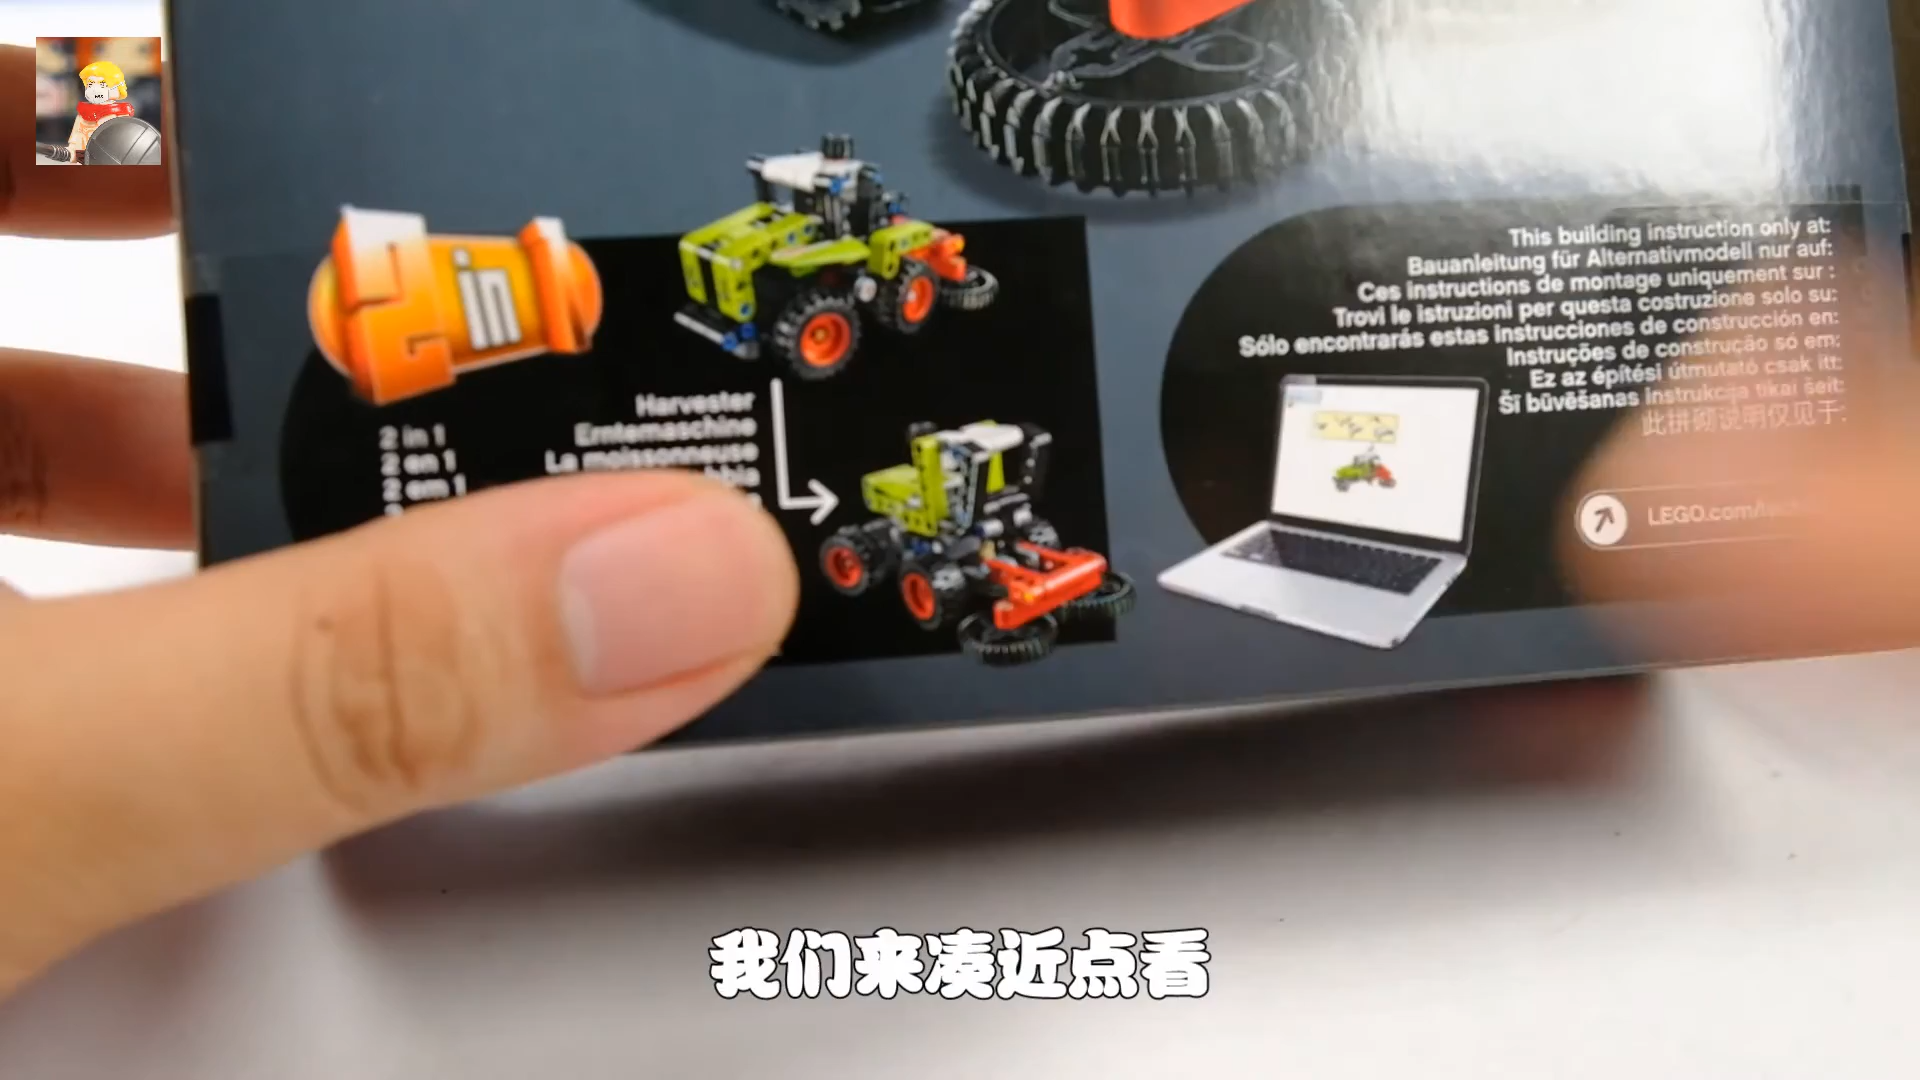 2 in 1
2 in 1
2 en 1
2 em 1
Harvester
Erntemaschine
La moissonneuse
This building instruction only at:
Bauanleitung für Alternativmodell nur auf:
Ces instructions de montage uniquement sur :
Trovi le istruzioni per questa costruzione solo su:
Sólo encontrarás estas instrucciones de construcción en:
Instruções de construção só em:
Ez az építési útmutató csak itt:
Šī būvēšanas instrukcija tikai šeit:
此拼砌说明仅见于:
LEGO.com/
我们来凑近点看